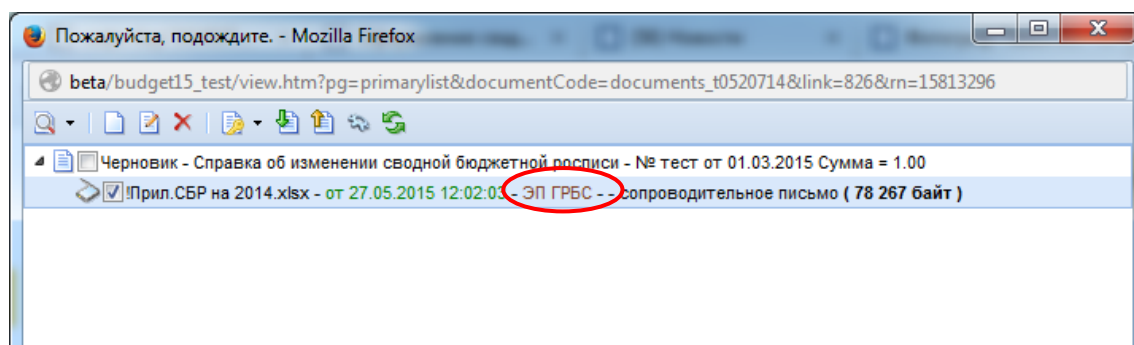 Пожалуйста, подождите. - Mozilla Firefox
beta/budget15_test/view.htm?pg=primarylist&documentCode=documents_t0520714&link=826&rn=15813296
Черновик - Справка об изменении сводной бюджетной росписи - № тест от 01.03.2015 Сумма = 1.00
!Прил.СБР на 2014.xlsx - от 27.05.2015 12:02:03 - ЭП ГРБС - - сопроводительное письмо ( 78 267 байт )